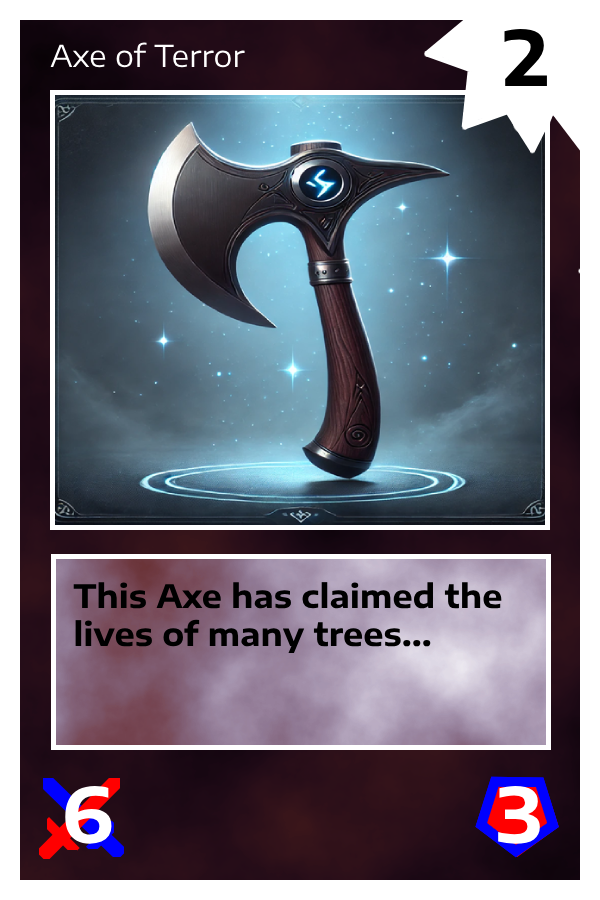 Axe of Terror
2
This Axe has claimed the
lives of many trees...
6
3